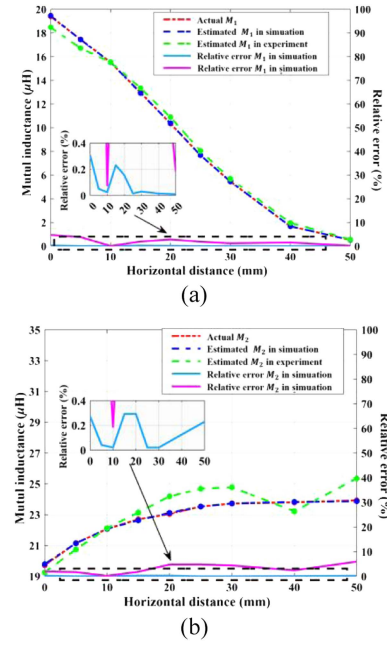 Actual M₁
Estimated M₁ in simuation
Estimated M₁ in experiment
Relative error M₁ in simuation
Relative error M₁ in simuation
Mutul inductance (μH)
20
18
16
14
12
10
8
6
4
2
0
Relative error (%)
100
90
80
70
60
50
40
30
20
10
0
Relative error (%)
0.4
0.2
0
0 10 20 30 40 50
0 10 20 30 40 50
Horizontal distance (mm)
(a)
Actual M₂
Estimated M₂ in simuation
Estimated M₂ in experiment
Relative error M₂ in simuation
Relative error M₂ in simuation
Mutul inductance (μH)
35
33
31
29
27
25
23
21
19
Relative error (%)
100
90
80
70
60
50
40
30
20
10
0
Relative error (%)
0.4
0.2
0
0 10 20 30 40 50
0 10 20 30 40 50
Horizontal distance (mm)
(b)